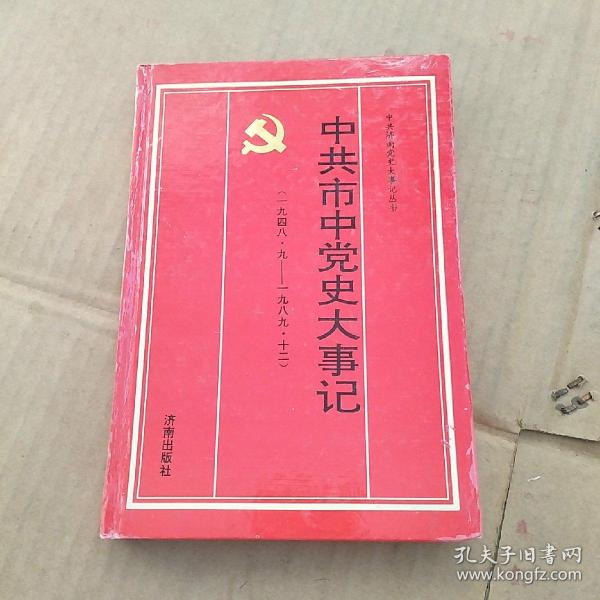 中共济南党史大事记丛书
中共市中党史大事记
（一九四八·九——一九八九·十二）
济南出版社
孔夫子旧书网
www.kongfz.com